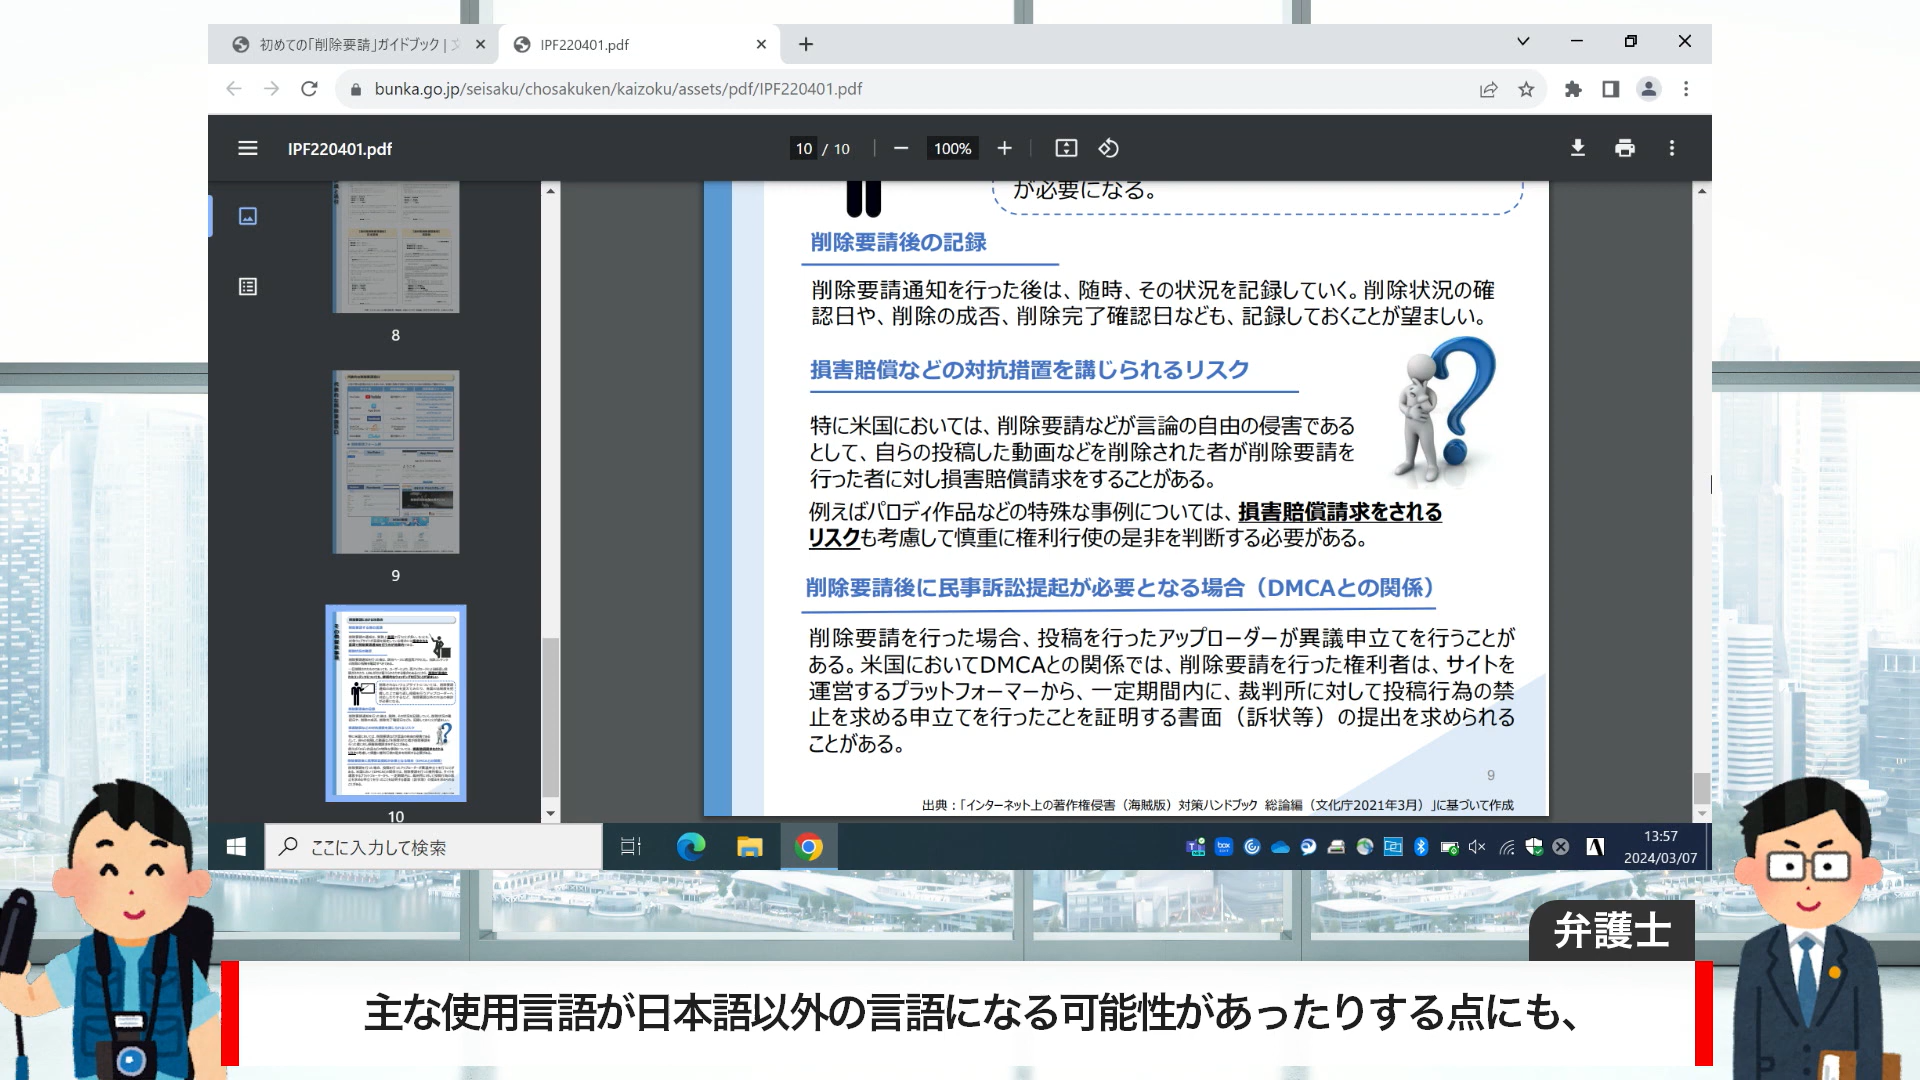 初めての「削除要請」ガイドブック | 文
IPF220401.pdf
bunka.go.jp/seisaku/chosakuken/kaizoku/assets/pdf/IPF220401.pdf
IPF220401.pdf
10 / 10
100%
8
9
10
が必要になる。
削除要請後の記録
削除要請通知を行った後は、随時、その状況を記録していく。削除状況の確
認日や、削除の成否、削除完了確認日なども、記録しておくことが望ましい。
損害賠償などの対抗措置を講じられるリスク
特に米国においては、削除要請などが言論の自由の侵害である
として、自らの投稿した動画などを削除された者が削除要請を
行った者に対し損害賠償請求をすることがある。
例えばパロディ作品などの特殊な事例については、損害賠償請求をされる
リスクも考慮して慎重に権利行使の是非を判断する必要がある。
削除要請後に民事訴訟提起が必要となる場合（DMCAとの関係）
削除要請を行った場合、投稿を行ったアップローダーが異議申立てを行うことが
ある。米国においてDMCAとの関係では、削除要請を行った権利者は、サイトを
運営するプラットフォーマーから、一定期間内に、裁判所に対して投稿行為の禁
止を求める申立てを行ったことを証明する書面（訴状等）の提出を求められる
ことがある。
9
出典：「インターネット上の著作権侵害（海賊版）対策ハンドブック 総論編（文化庁2021年3月）」に基づいて作成
ここに入力して検索
13:57
2024/03/07
弁護士
主な使用言語が日本語以外の言語になる可能性があったりする点にも、